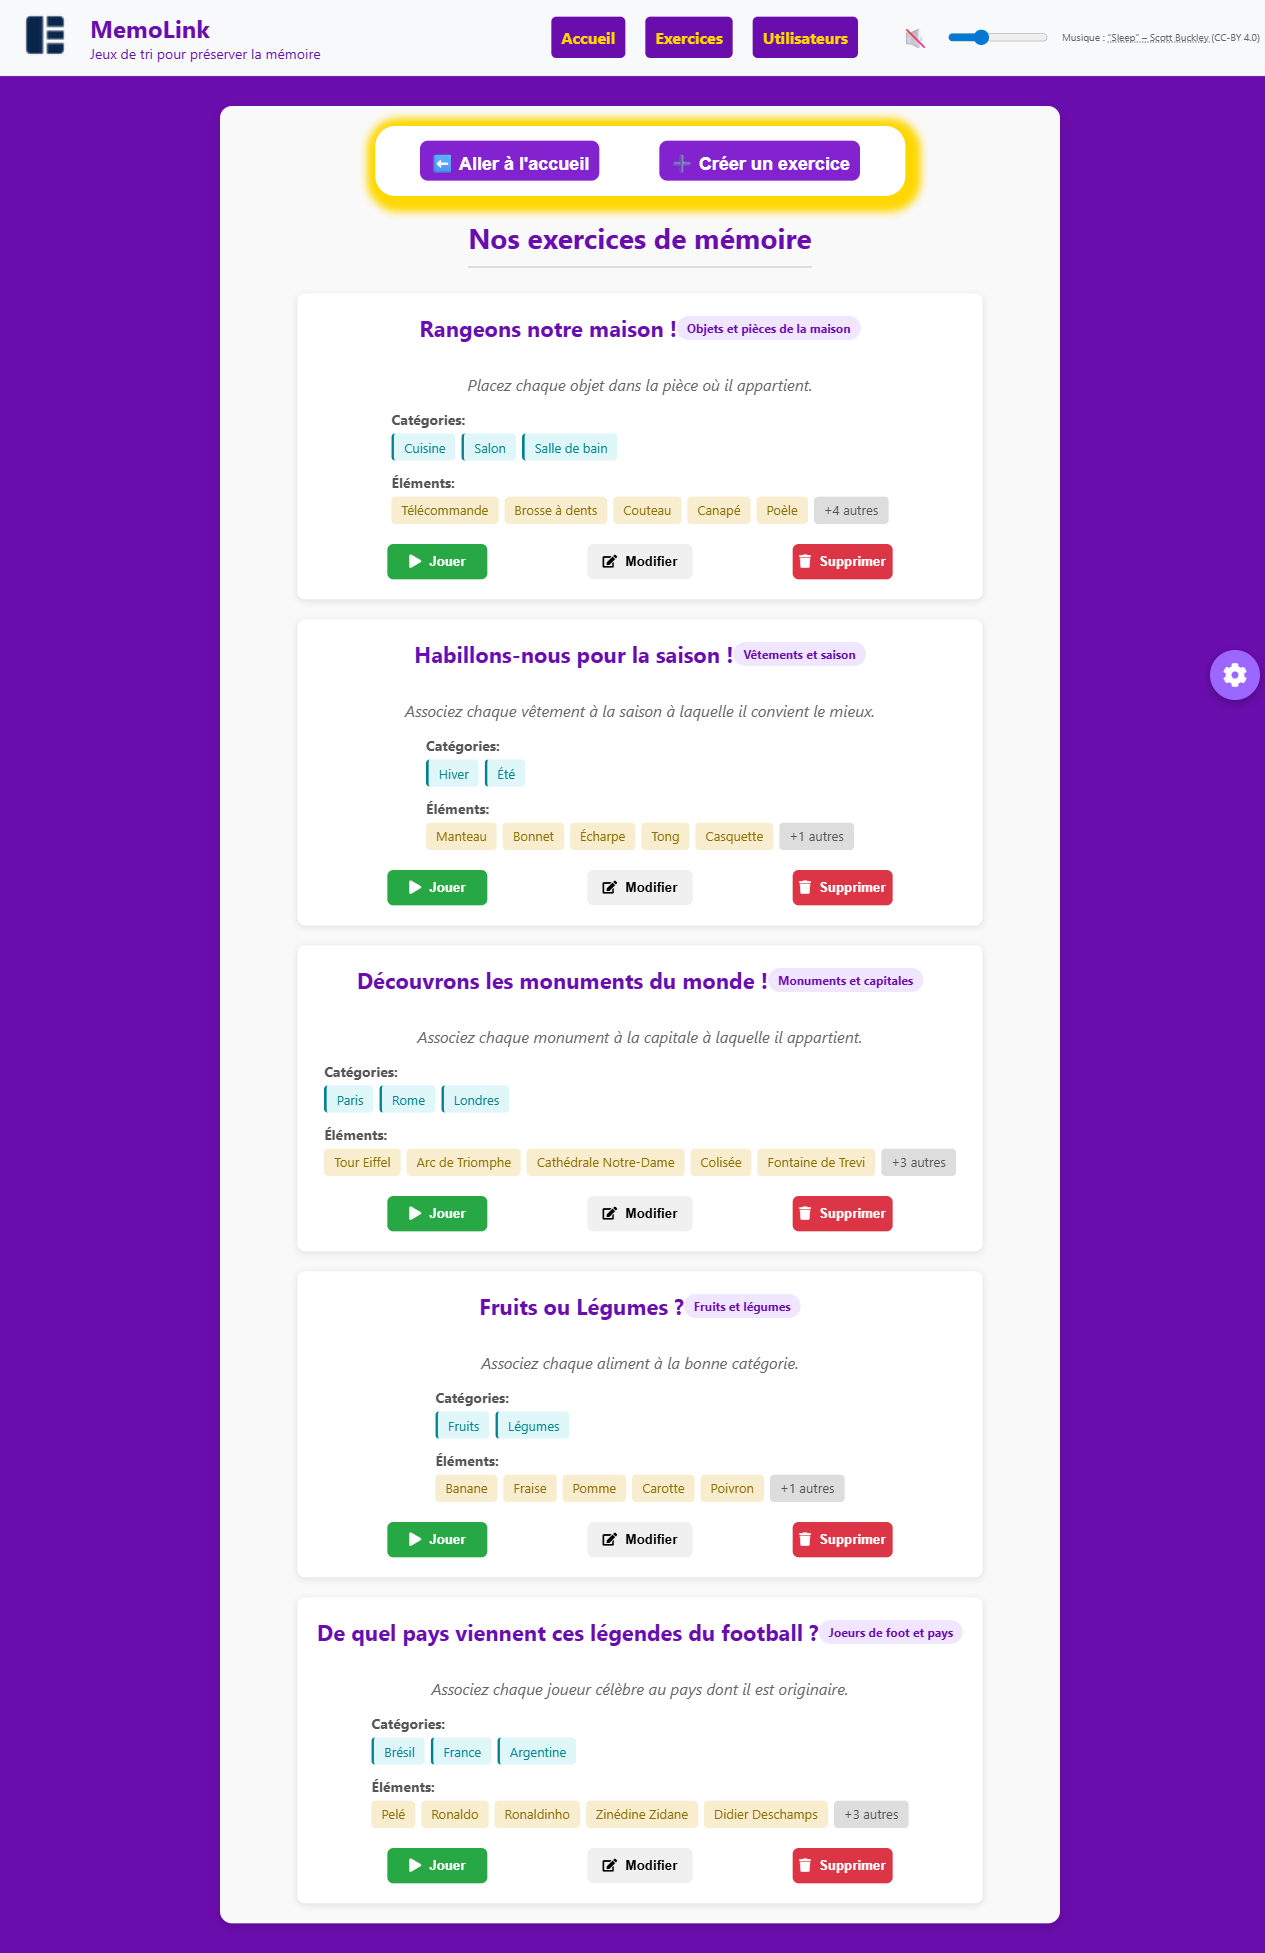 MemoLink
Jeux de tri pour préserver la mémoire
Accueil
Exercices
Utilisateurs
Musique : "Sleep" – Scott Buckley (CC-BY 4.0)
Aller à l'accueil
Créer un exercice
Nos exercices de mémoire
Rangeons notre maison ! Objets et pièces de la maison
Placez chaque objet dans la pièce où il appartient.
Catégories:
Cuisine Salon Salle de bain
Éléments:
Télécommande Brosse à dents Couteau Canapé Poêle +4 autres
Jouer Modifier Supprimer
Habillons-nous pour la saison ! Vêtements et saison
Associez chaque vêtement à la saison à laquelle il convient le mieux.
Catégories:
Hiver Été
Éléments:
Manteau Bonnet Écharpe Tong Casquette +1 autres
Jouer Modifier Supprimer
Découvrons les monuments du monde ! Monuments et capitales
Associez chaque monument à la capitale à laquelle il appartient.
Catégories:
Paris Rome Londres
Éléments:
Tour Eiffel Arc de Triomphe Cathédrale Notre-Dame Colisée Fontaine de Trevi +3 autres
Jouer Modifier Supprimer
Fruits ou Légumes ? Fruits et légumes
Associez chaque aliment à la bonne catégorie.
Catégories:
Fruits Légumes
Éléments:
Banane Fraise Pomme Carotte Poivron +1 autres
Jouer Modifier Supprimer
De quel pays viennent ces légendes du football ? Joeurs de foot et pays
Associez chaque joueur célèbre au pays dont il est originaire.
Catégories:
Brésil France Argentine
Éléments:
Pelé Ronaldo Ronaldinho Zinédine Zidane Didier Deschamps +3 autres
Jouer Modifier Supprimer